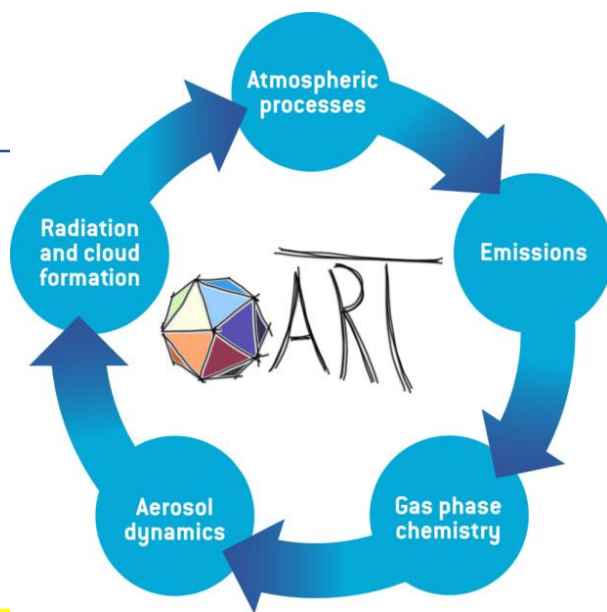 Atmospheric
processes
Emissions
Gas phase
chemistry
Aerosol
dynamics
Radiation
and cloud
formation
ART